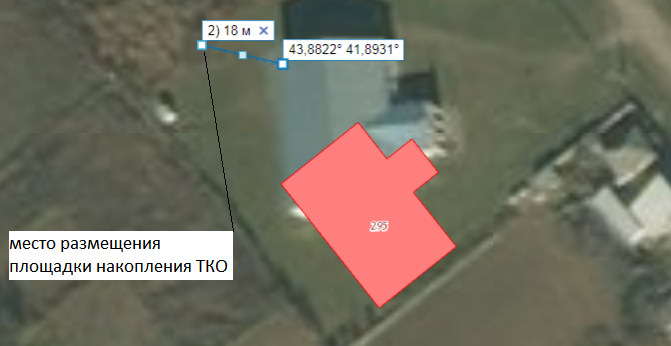 2) 18 м ✕
43,8822° 41,8931°
295
место размещения
площадки накопления ТКО